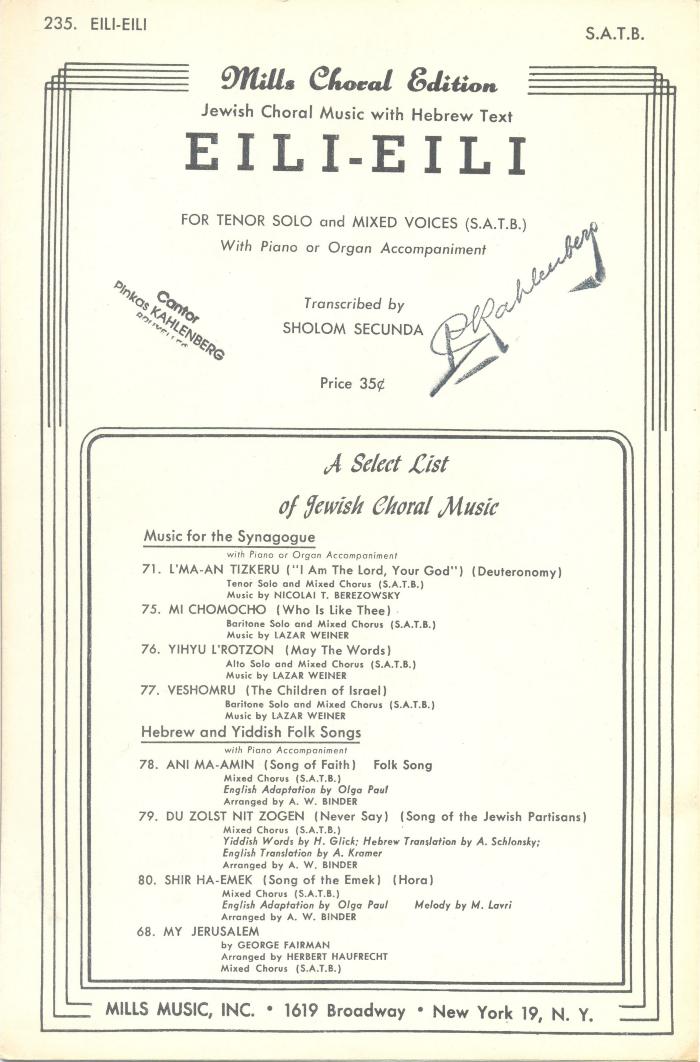 235. EILI-EILI
S.A.T.B.
Mills Choral Edition
Jewish Choral Music with Hebrew Text
EILI-EILI
FOR TENOR SOLO and MIXED VOICES (S.A.T.B.)
With Piano or Organ Accompaniment
Cantor
Pinkas KAHLENBERG
Transcribed by
SHOLOM SECUNDA
PKahlenberg
Price 35¢
A Select List
of Jewish Choral Music
Music for the Synagogue
with Piano or Organ Accompaniment
71. L'MA-AN TIZKERU ("I Am The Lord, Your God") (Deuteronomy)
Tenor Solo and Mixed Chorus (S.A.T.B.)
Music by NICOLAI T. BEREZOWSKY
75. MI CHOMOCHO (Who Is Like Thee)
Baritone Solo and Mixed Chorus (S.A.T.B.)
Music by LAZAR WEINER
76. YIHYU L'ROTZON (May The Words)
Alto Solo and Mixed Chorus (S.A.T.B.)
Music by LAZAR WEINER
77. VESHOMRU (The Children of Israel)
Baritone Solo and Mixed Chorus (S.A.T.B.)
Music by LAZAR WEINER
Hebrew and Yiddish Folk Songs
with Piano Accompaniment
78. ANI MA-AMIN (Song of Faith) Folk Song
Mixed Chorus (S.A.T.B.)
English Adaptation by Olga Paul
Arranged by A. W. BINDER
79. DU ZOLST NIT ZOGEN (Never Say) (Song of the Jewish Partisans)
Mixed Chorus (S.A.T.B.)
Yiddish Words by H. Glick; Hebrew Translation by A. Schlonsky;
English Translation by A. Kramer
Arranged by A. W. BINDER
80. SHIR HA-EMEK (Song of the Emek) (Hora)
Mixed Chorus (S.A.T.B.)
English Adaptation by Olga Paul Melody by M. Lavri
Arranged by A. W. BINDER
68. MY JERUSALEM
by GEORGE FAIRMAN
Arranged by HERBERT HAUFRECHT
Mixed Chorus (S.A.T.B.)
MILLS MUSIC, INC. • 1619 Broadway • New York 19, N. Y.